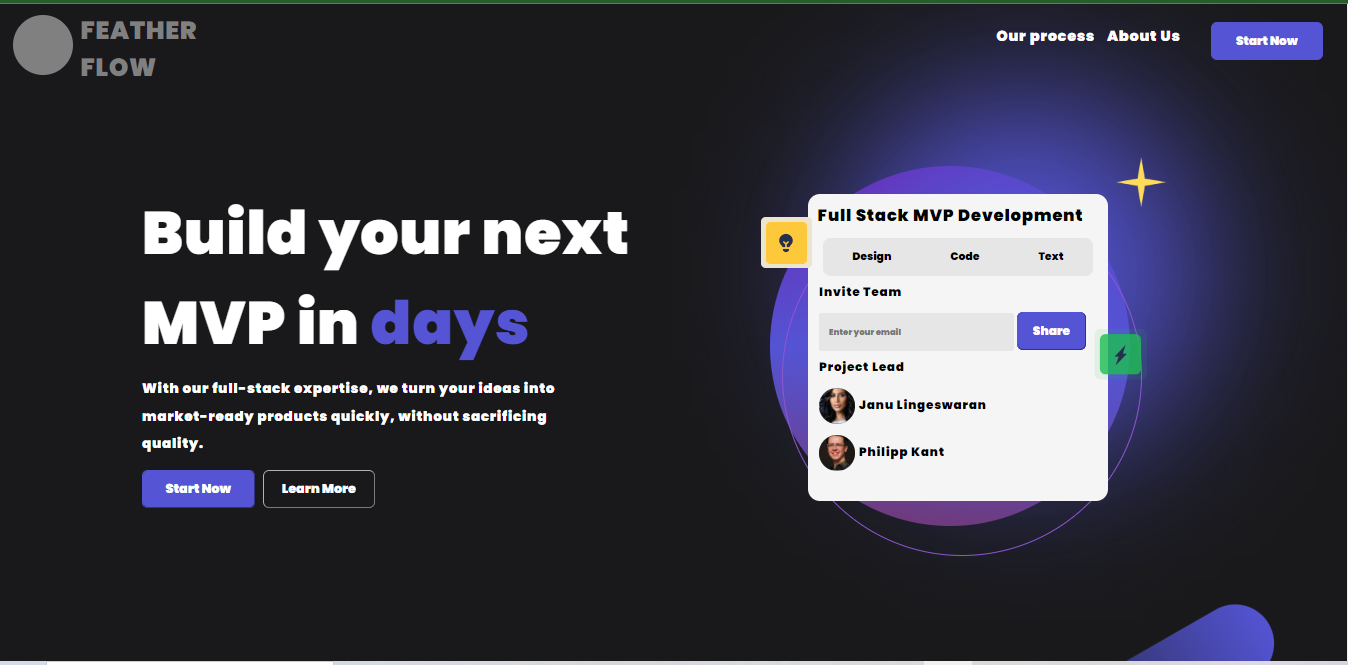 FEATHER
FLOW
Our process About Us Start Now
Build your next
MVP in days
With our full-stack expertise, we turn your ideas into
market-ready products quickly, without sacrificing
quality.
Start Now Learn More
Full Stack MVP Development
Design Code Text
Invite Team
Enter your email Share
Project Lead
Janu Lingeswaran
Philipp Kant